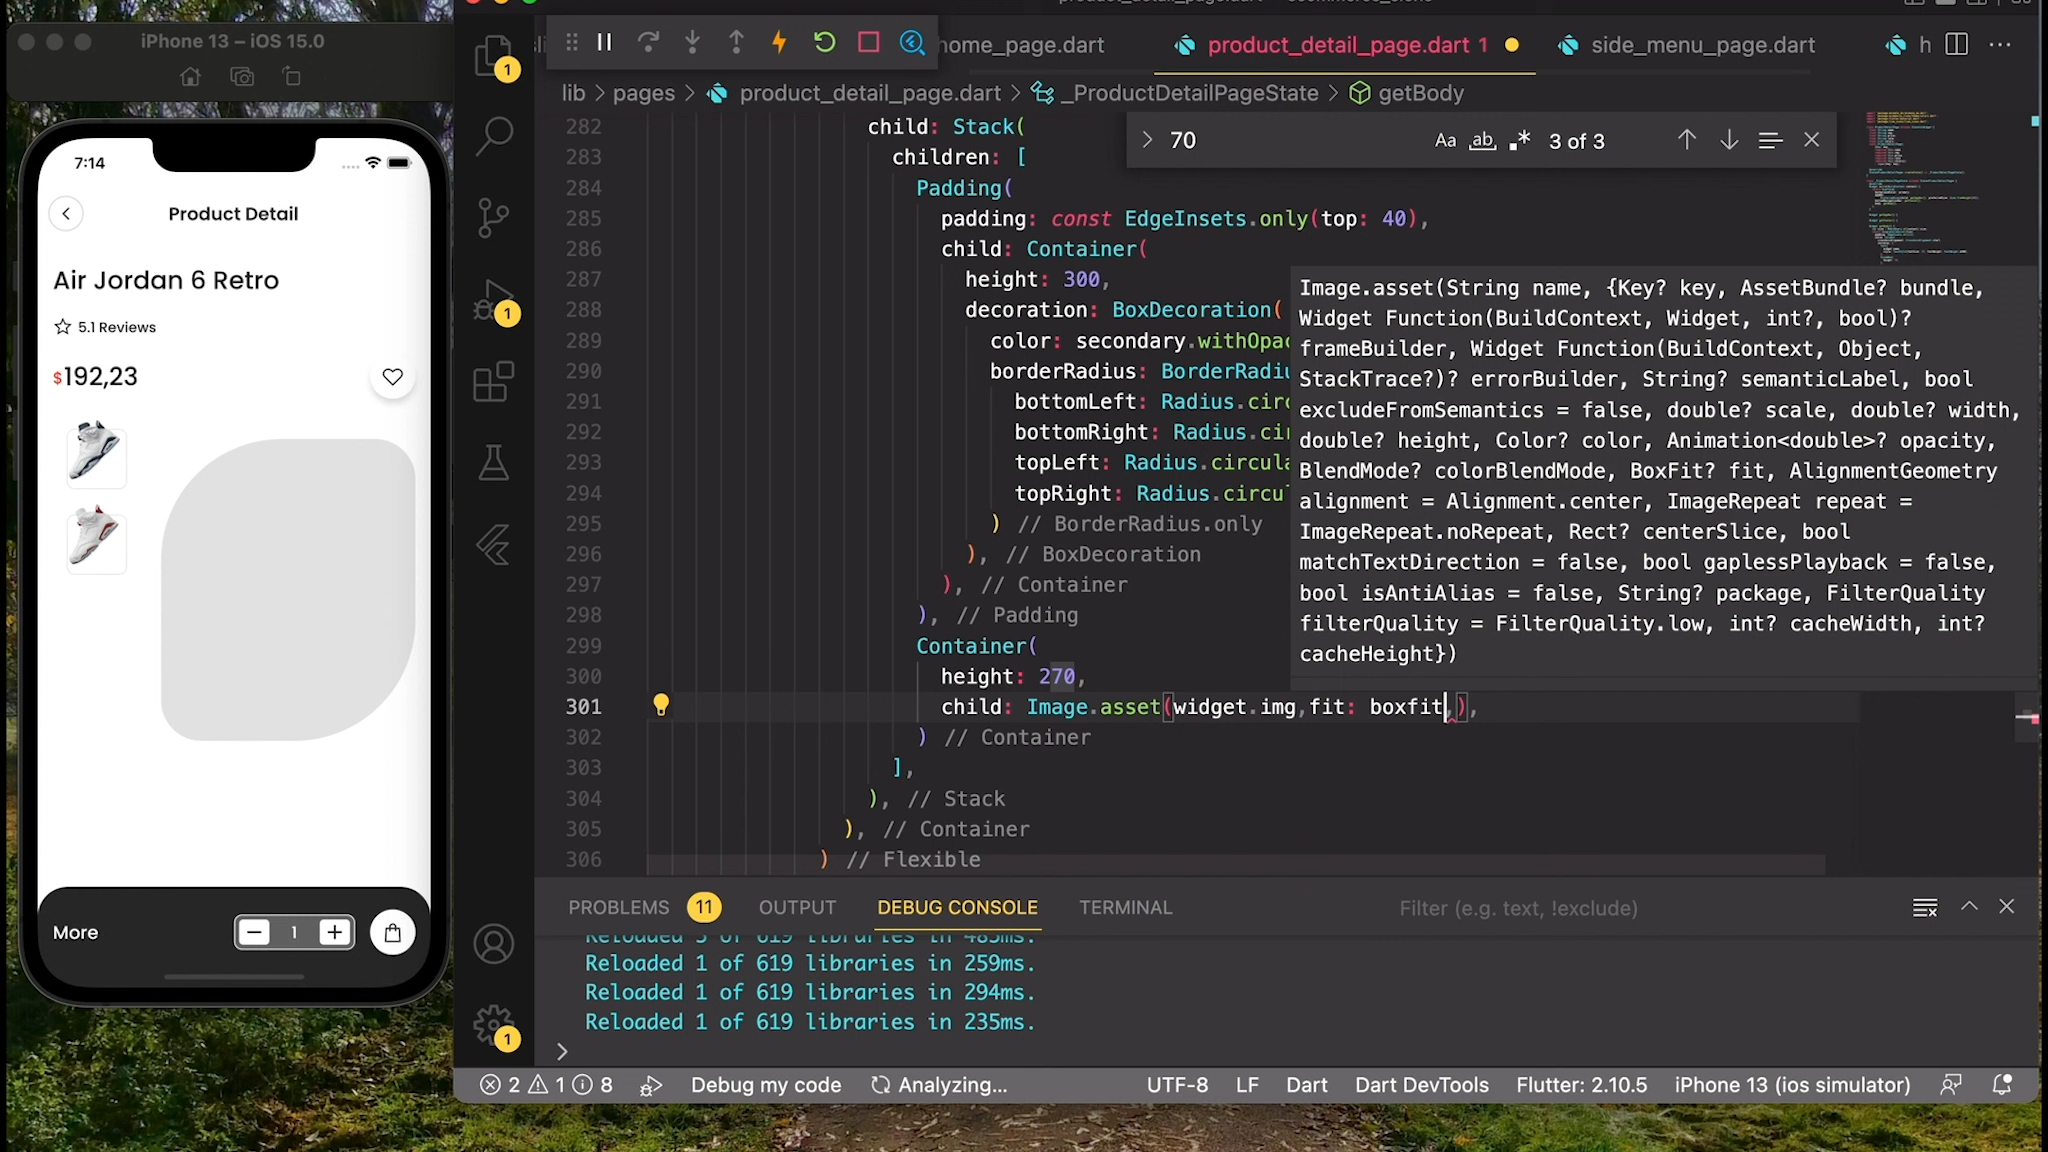 iPhone 13 – iOS 15.0
7:14
Product Detail
Air Jordan 6 Retro
5.1 Reviews
$192,23
More
1
1
1
1
home_page.dart
product_detail_page.dart 1
side_menu_page.dart
h
lib > pages > product_detail_page.dart > _ProductDetailPageState > getBody
70
Aa ab .* 3 of 3
282 child: Stack(
283 children: [
284 Padding(
285 padding: const EdgeInsets.only(top: 40),
286 child: Container(
287 height: 300,
288 decoration: BoxDecoration(
289 color: secondary.withOpac
290 borderRadius: BorderRadiu
291 bottomLeft: Radius.circ
292 bottomRight: Radius.cir
293 topLeft: Radius.circula
294 topRight: Radius.circul
295 ) // BorderRadius.only
296 ), // BoxDecoration
297 ), // Container
298 ), // Padding
299 Container(
300 height: 270,
301 child: Image.asset(widget.img,fit: boxfit,),
302 ) // Container
303 ],
304 ), // Stack
305 ), // Container
306 ) // Flexible
Image.asset(String name, {Key? key, AssetBundle? bundle,
Widget Function(BuildContext, Widget, int?, bool)?
frameBuilder, Widget Function(BuildContext, Object,
StackTrace?)? errorBuilder, String? semanticLabel, bool
excludeFromSemantics = false, double? scale, double? width,
double? height, Color? color, Animation<double>? opacity,
BlendMode? colorBlendMode, BoxFit? fit, AlignmentGeometry
alignment = Alignment.center, ImageRepeat repeat =
ImageRepeat.noRepeat, Rect? centerSlice, bool
matchTextDirection = false, bool gaplessPlayback = false,
bool isAntiAlias = false, String? package, FilterQuality
filterQuality = FilterQuality.low, int? cacheWidth, int?
cacheHeight})
PROBLEMS 11 OUTPUT DEBUG CONSOLE TERMINAL
Filter (e.g. text, !exclude)
Reloaded 1 of 619 libraries in 259ms.
Reloaded 1 of 619 libraries in 294ms.
Reloaded 1 of 619 libraries in 235ms.
>
2 1 8 Debug my code Analyzing... UTF-8 LF Dart Dart DevTools Flutter: 2.10.5 iPhone 13 (ios simulator)